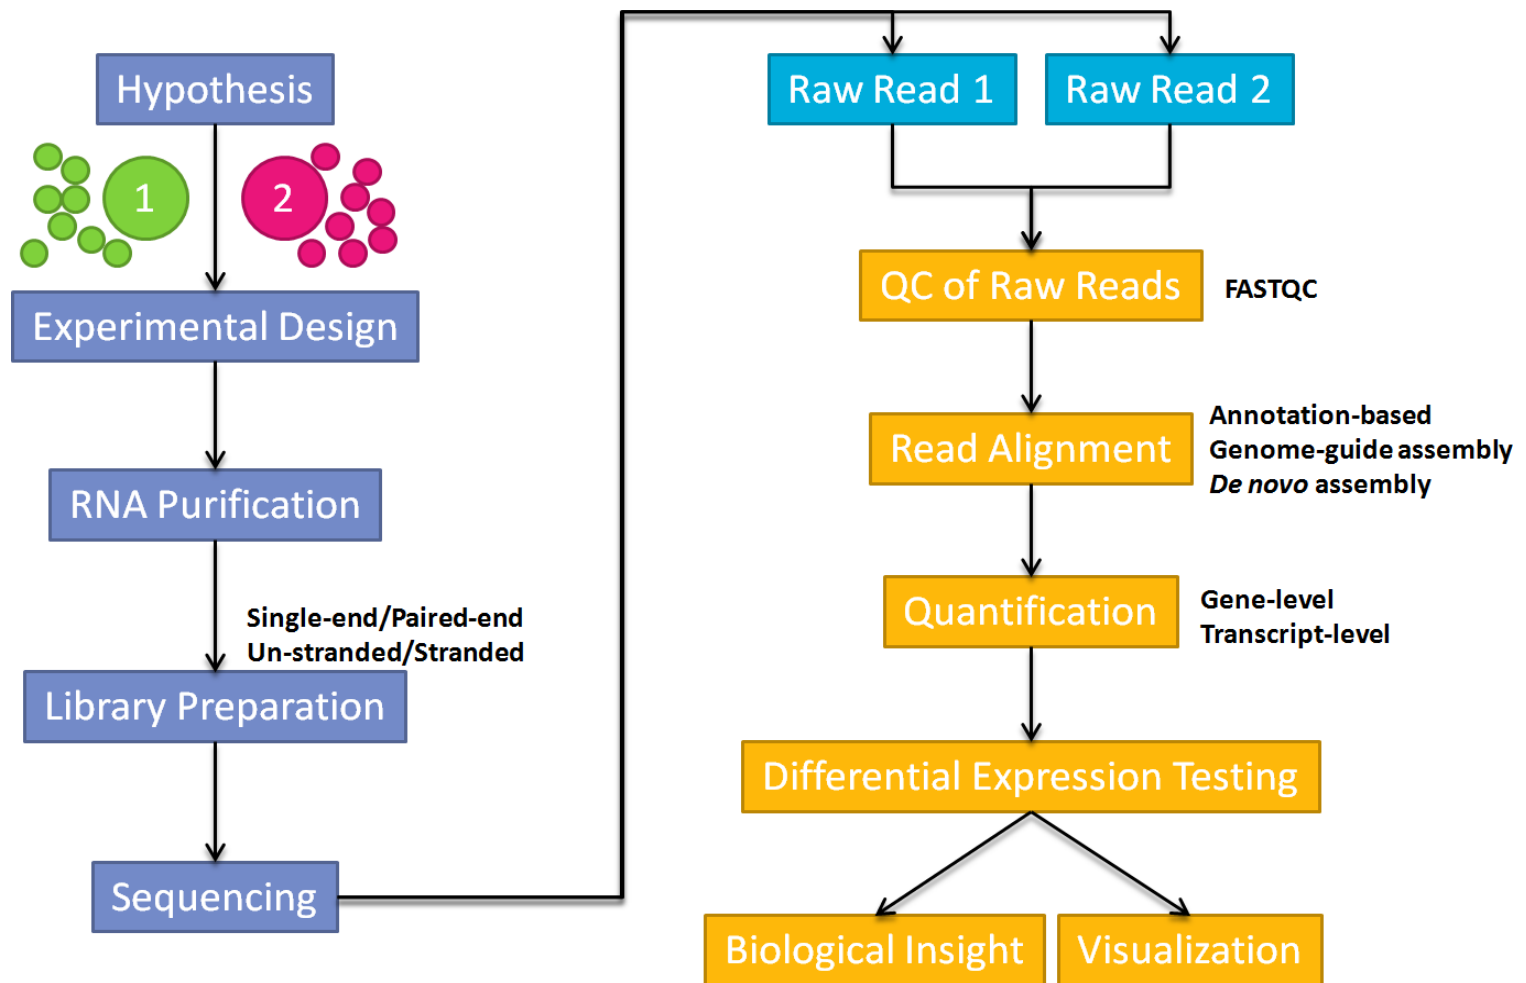 Hypothesis
1
2
Experimental Design
RNA Purification
Single-end/Paired-end
Un-stranded/Stranded
Library Preparation
Sequencing
Raw Read 1
Raw Read 2
QC of Raw Reads
FASTQC
Read Alignment
Annotation-based
Genome-guide assembly
De novo assembly
Quantification
Gene-level
Transcript-level
Differential Expression Testing
Biological Insight
Visualization